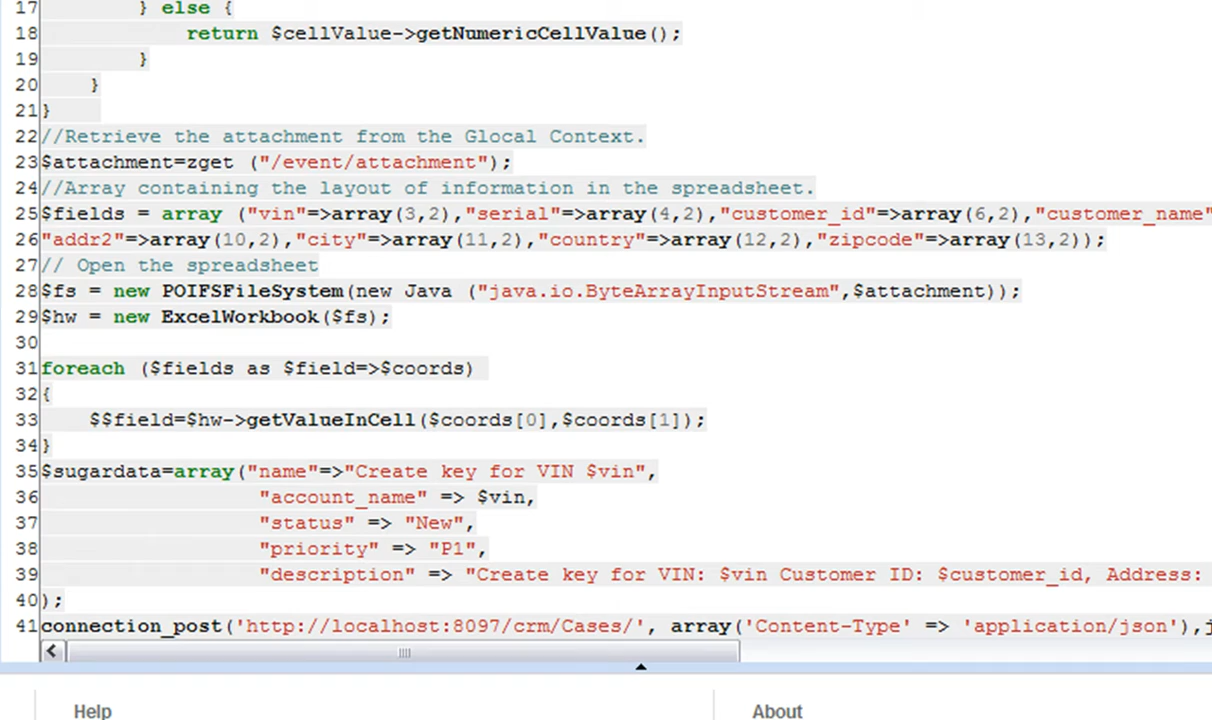 17 } else {
18 return $cellValue->getNumericCellValue();
19 }
20 }
21 }
22 //Retrieve the attachment from the Glocal Context.
23 $attachment=zget ("/event/attachment");
24 //Array containing the layout of information in the spreadsheet.
25 $fields = array ("vin"=>array(3,2),"serial"=>array(4,2),"customer_id"=>array(6,2),"customer_name"
26 "addr2"=>array(10,2),"city"=>array(11,2),"country"=>array(12,2),"zipcode"=>array(13,2));
27 // Open the spreadsheet
28 $fs = new POIFSFileSystem(new Java ("java.io.ByteArrayInputStream",$attachment));
29 $hw = new ExcelWorkbook($fs);
30
31 foreach ($fields as $field=>$coords)
32 {
33 $$field=$hw->getValueInCell($coords[0],$coords[1]);
34 }
35 $sugardata=array("name"=>"Create key for VIN $vin",
36 "account_name" => $vin,
37 "status" => "New",
38 "priority" => "P1",
39 "description" => "Create key for VIN: $vin Customer ID: $customer_id, Address:
40 );
41 connection_post('http://localhost:8097/crm/Cases/', array('Content-Type' => 'application/json'),j
Help
About